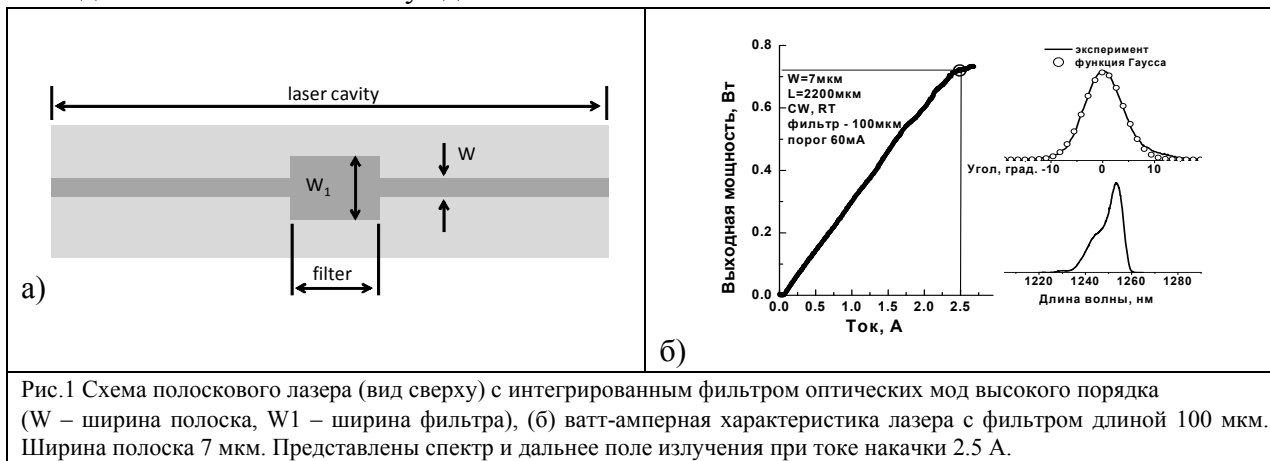 laser cavity
W
W1
filter
а)
0.8
0.6
0.4
0.2
0.0
Выходная мощность, Вт
W=7мкм
L=2200мкм
CW, RT
фильтр - 100мкм
порог 60мА
0.0 0.5 1.0 1.5 2.0 2.5
Ток, А
эксперимент
функция Гаусса
Угол, град. -10 0 10
1220 1240 1260 1280
Длина волны, нм
б)
Рис.1 Схема полоскового лазера (вид сверху) с интегрированным фильтром оптических мод высокого порядка
(W – ширина полоска, W1 – ширина фильтра), (б) ватт-амперная характеристика лазера с фильтром длиной 100 мкм.
Ширина полоска 7 мкм. Представлены спектр и дальнее поле излучения при токе накачки 2.5 А.